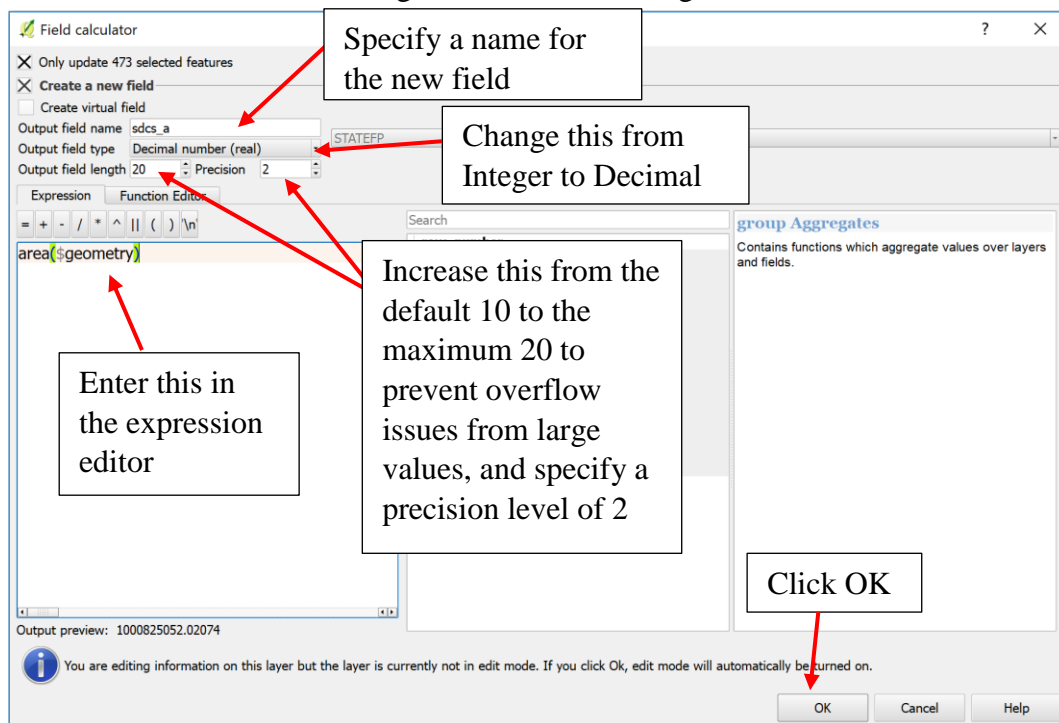 Field calculator ? ×
Only update 473 selected features
Create a new field
Create virtual field
Output field name sdcs_a
Output field type Decimal number (real)
Output field length 20 Precision 2
STATEFP
Specify a name for
the new field
Change this from
Integer to Decimal
Expression Function Editor
= + - / * ^ || ( ) '\n'
Search
area($geometry)
group Aggregates
Contains functions which aggregate values over layers
and fields.
Increase this from the
default 10 to the
maximum 20 to
prevent overflow
issues from large
values, and specify a
precision level of 2
Enter this in
the expression
editor
Click OK
Output preview: 1000825052.02074
You are editing information on this layer but the layer is currently not in edit mode. If you click Ok, edit mode will automatically be turned on.
OK Cancel Help